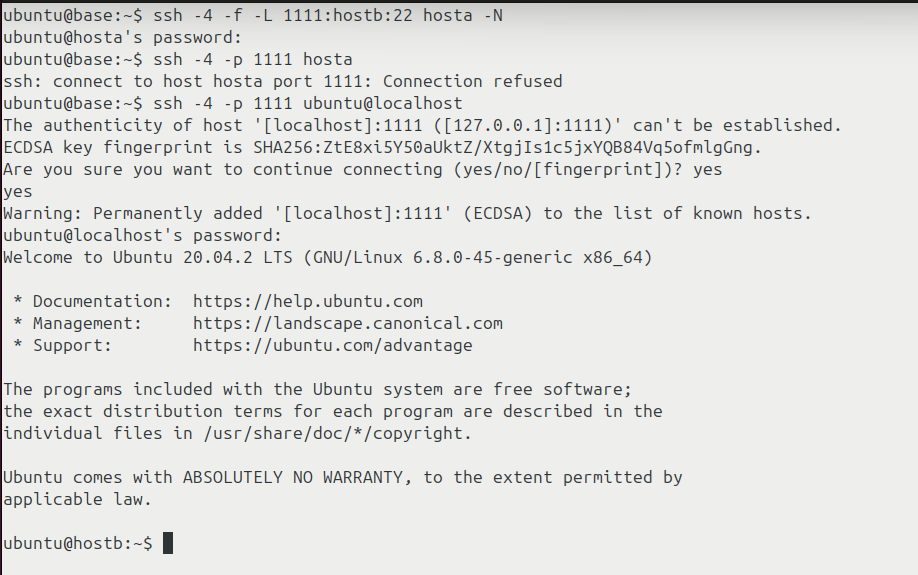 ubuntu@base:~$ ssh -4 -f -L 1111:hostb:22 hosta -N
ubuntu@hosta's password:
ubuntu@base:~$ ssh -4 -p 1111 hosta
ssh: connect to host hosta port 1111: Connection refused
ubuntu@base:~$ ssh -4 -p 1111 ubuntu@localhost
The authenticity of host '[localhost]:1111 ([127.0.0.1]:1111)' can't be established.
ECDSA key fingerprint is SHA256:ZtE8xi5Y50aUktZ/XtgjIs1c5jxYQB84Vq5ofmlgGng.
Are you sure you want to continue connecting (yes/no/[fingerprint])? yes
yes
Warning: Permanently added '[localhost]:1111' (ECDSA) to the list of known hosts.
ubuntu@localhost's password:
Welcome to Ubuntu 20.04.2 LTS (GNU/Linux 6.8.0-45-generic x86_64)

 * Documentation:  https://help.ubuntu.com
 * Management:     https://landscape.canonical.com
 * Support:        https://ubuntu.com/advantage

The programs included with the Ubuntu system are free software;
the exact distribution terms for each program are described in the
individual files in /usr/share/doc/*/copyright.

Ubuntu comes with ABSOLUTELY NO WARRANTY, to the extent permitted by
applicable law.

ubuntu@hostb:~$